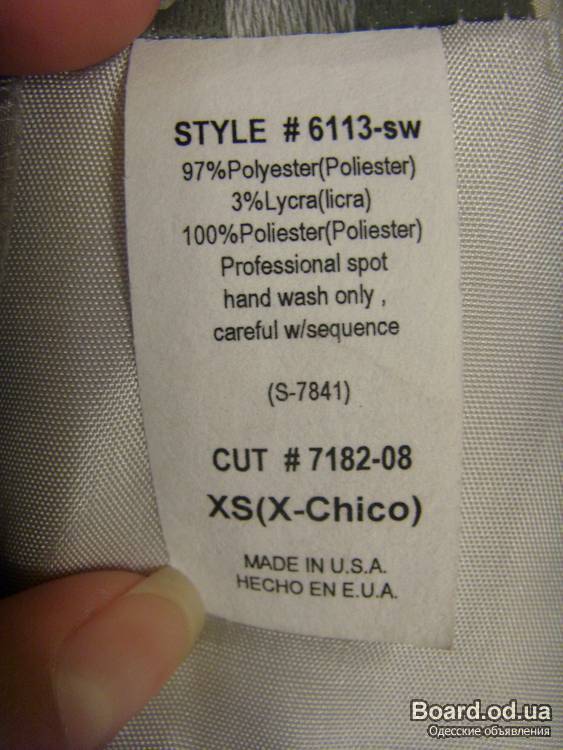 STYLE # 6113-sw
97%Polyester(Poliester)
3%Lycra(licra)
100%Poliester(Poliester)
Professional spot
hand wash only ,
careful w/sequence
(S-7841)
CUT # 7182-08
XS(X-Chico)
MADE IN U.S.A.
HECHO EN E.U.A.
Board.od.ua
Одесские объявления